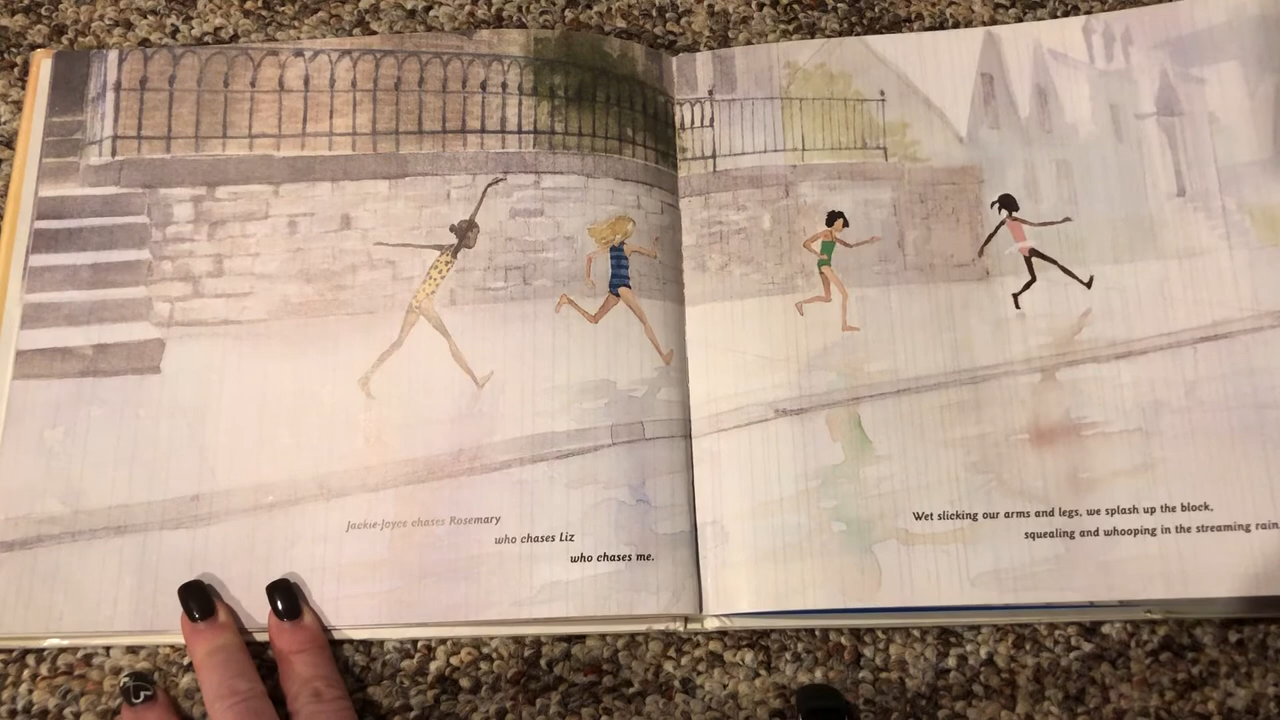 Jackie-Joyce chases Rosemary
who chases Liz
who chases me.
Wet slicking our arms and legs, we splash up the block,
squealing and whooping in the streaming rain.